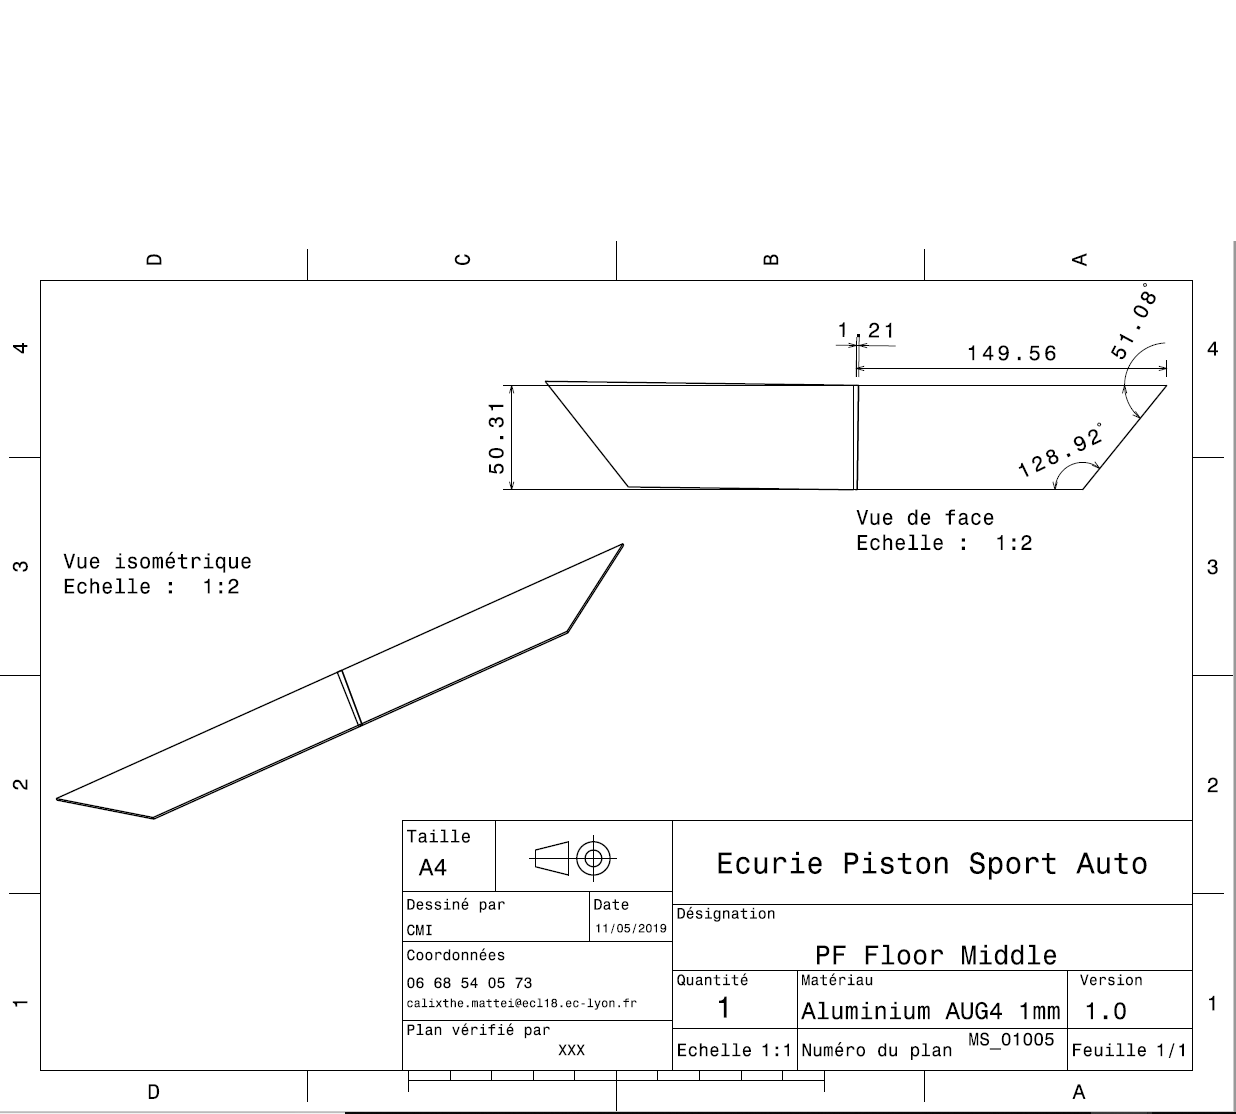 D C B A
4
4
1.21
149.56
51.08°
50.31
128.92°
Vue de face
Echelle : 1:2
Vue isométrique
Echelle : 1:2
3
3
2
2
Taille
A4
Ecurie Piston Sport Auto
Dessiné par
CMI
Date
11/05/2019
Désignation
PF Floor Middle
Coordonnées
06 68 54 05 73
calixthe.mattei@ecl18.ec-lyon.fr
Quantité
1
Matériau
Aluminium AUG4 1mm
Version
1.0
Plan vérifié par
XXX
Echelle 1:1
Numéro du plan MS_01005
Feuille 1/1
1
1
D A